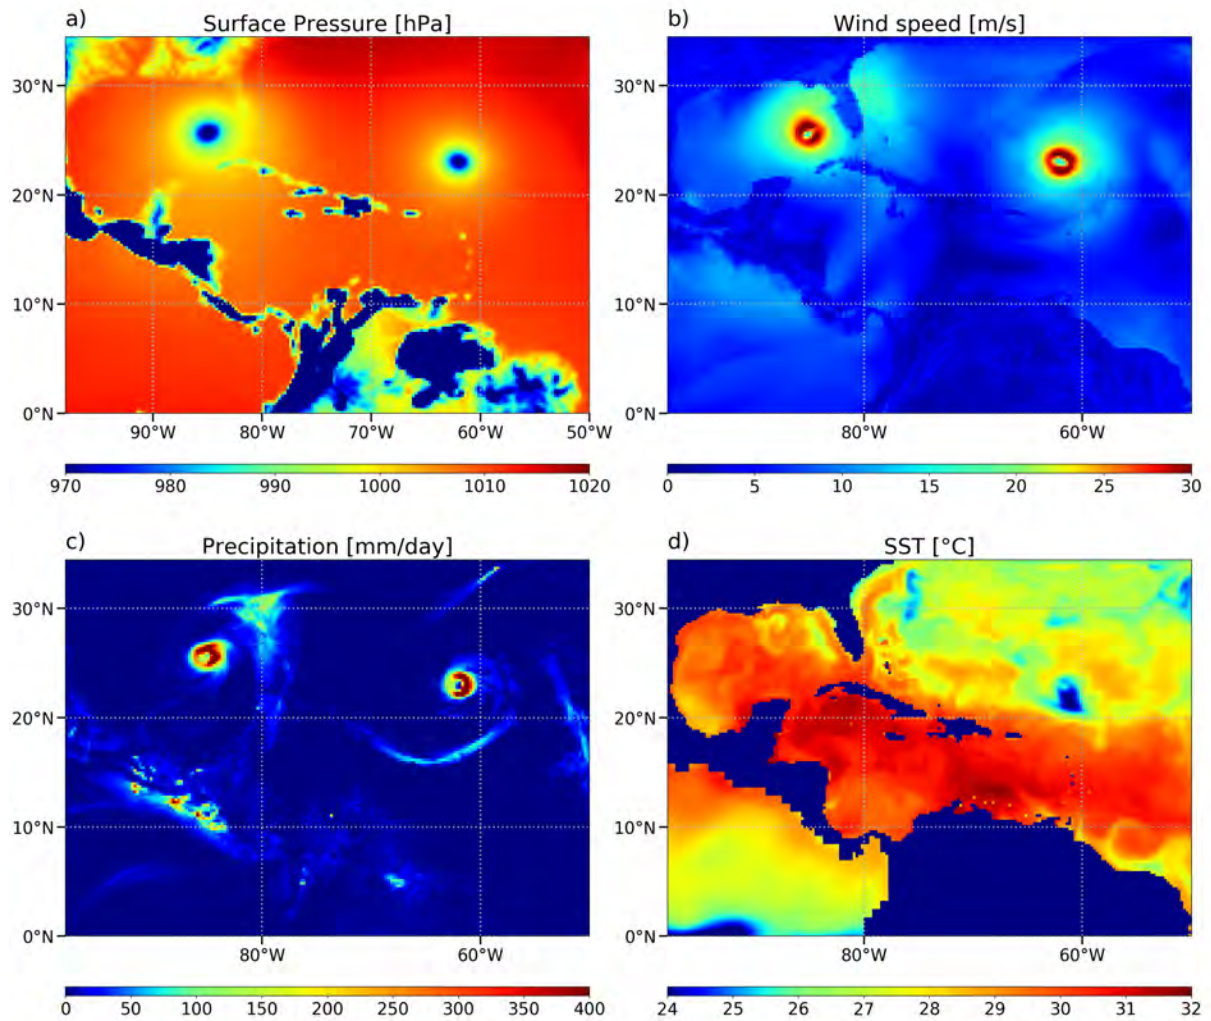 a) Surface Pressure [hPa]
30°N
20°N
10°N
0°N
90°W 80°W 70°W 60°W 50°W
970 980 990 1000 1010 1020
b) Wind speed [m/s]
30°N
20°N
10°N
0°N
80°W 60°W
0 5 10 15 20 25 30
c) Precipitation [mm/day]
30°N
20°N
10°N
0°N
80°W 60°W
0 50 100 150 200 250 300 350 400
d) SST [°C]
30°N
20°N
10°N
0°N
80°W 60°W
24 25 26 27 28 29 30 31 32